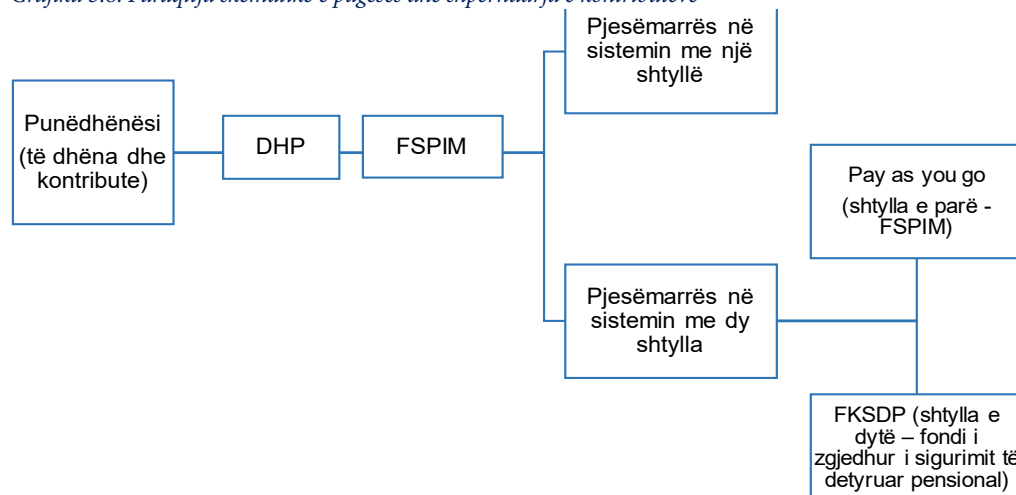 Pjesëmarrës në
sistemin me një
shtyllë
Punëdhënësi
(të dhëna dhe
kontribute)
DHP
FSPIM
Pay as you go
(shtylla e parë -
FSPIM)
Pjesëmarrës në
sistemin me dy
shtylla
FKSDP (shtylla e
dytë – fondi i
zgjedhur i sigurimit të
detyruar pensional)